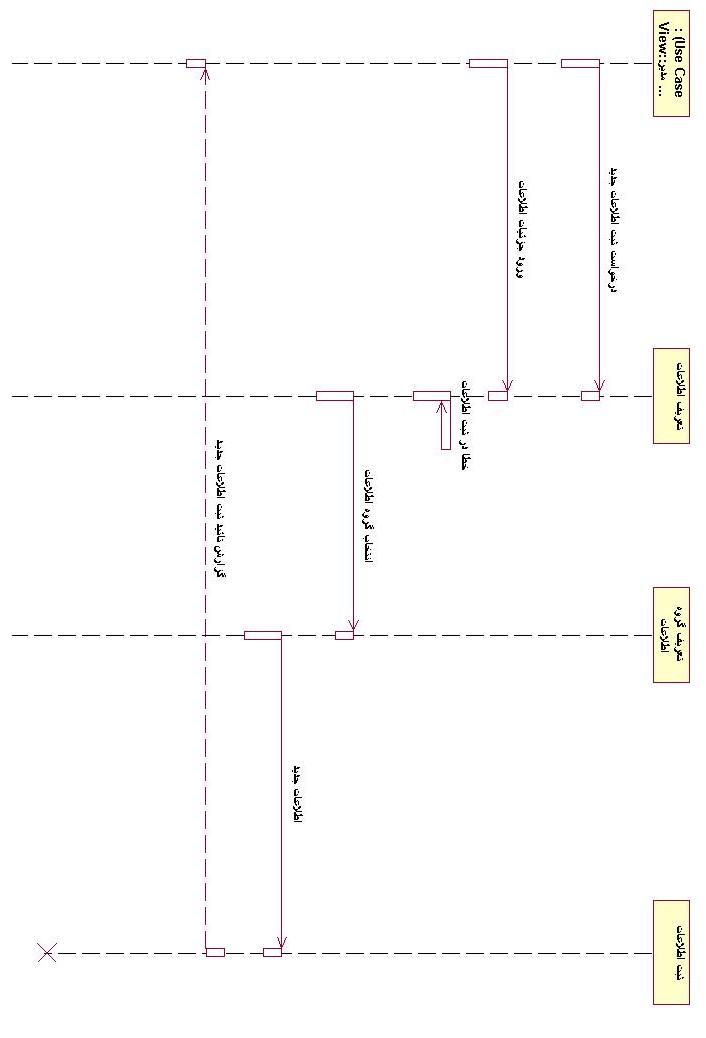 : (Use Case
View::مدیر ...
تعریف اطلاعات
تعریف گروه
اطلاعات
ثبت اطلاعات
درخواست ثبت اطلاعات جدید
ورود جزئیات اطلاعات
خطا در ثبت اطلاعات
انتخاب گروه اطلاعات
اطلاعات جدید
گزارش تائید ثبت اطلاعات جدید